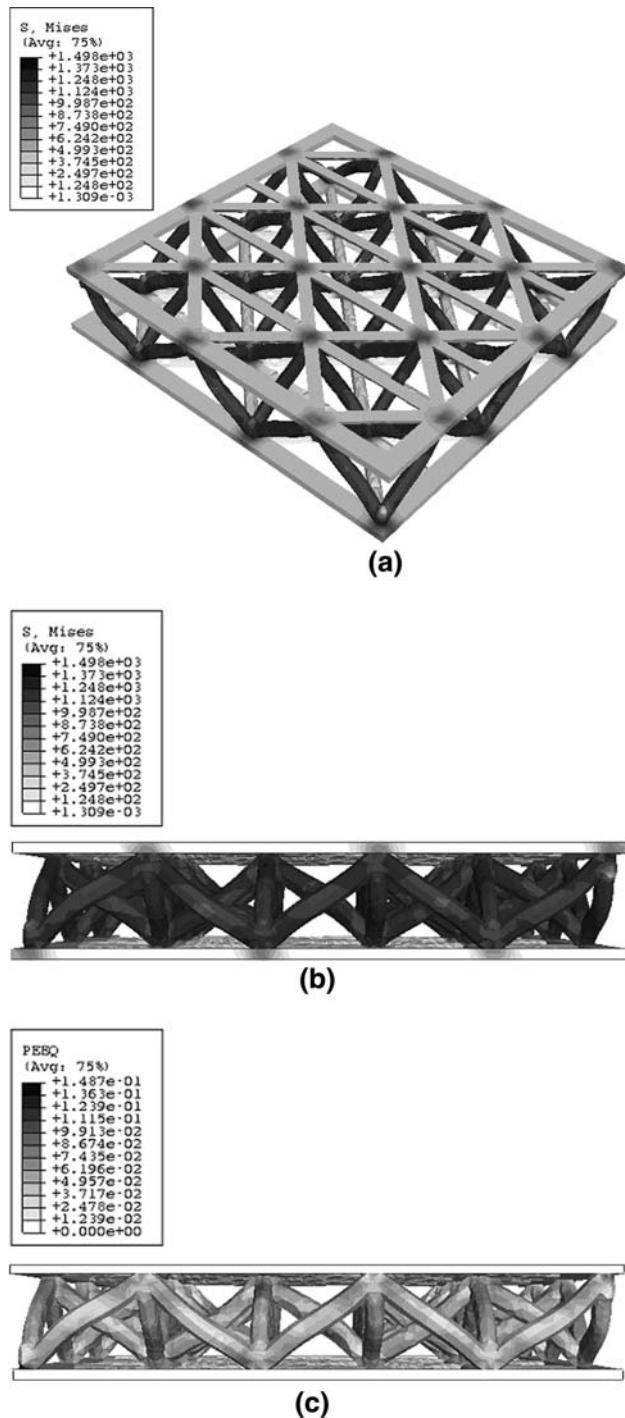 S, Mises
(Avg: 75%)
+1.498e+03
+1.373e+03
+1.248e+03
+1.124e+03
+9.987e+02
+8.738e+02
+7.490e+02
+6.242e+02
+4.993e+02
+3.745e+02
+2.497e+02
+1.248e+02
+1.309e-03
(a)
S, Mises
(Avg: 75%)
+1.498e+03
+1.373e+03
+1.248e+03
+1.124e+03
+9.987e+02
+8.738e+02
+7.490e+02
+6.242e+02
+4.993e+02
+3.745e+02
+2.497e+02
+1.248e+02
+1.309e-03
(b)
PEEQ
(Avg: 75%)
+1.487e-01
+1.363e-01
+1.239e-01
+1.115e-01
+9.913e-02
+8.674e-02
+7.435e-02
+6.196e-02
+4.957e-02
+3.717e-02
+2.478e-02
+1.239e-02
+0.000e+00
(c)